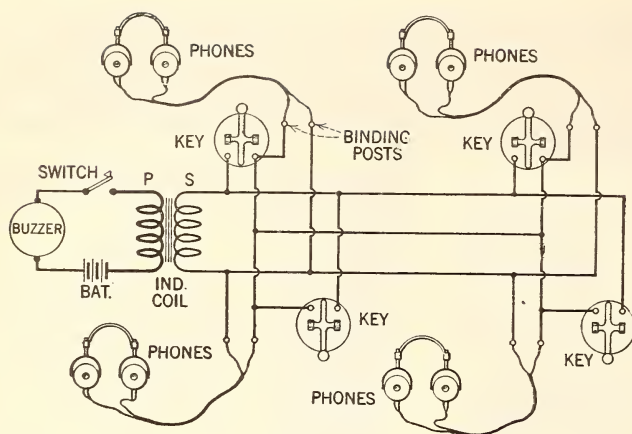 PHONES
PHONES
KEY
BINDING
POSTS
KEY
SWITCH
P
S
BUZZER
BAT.
IND.
COIL
KEY
PHONES
KEY
PHONES